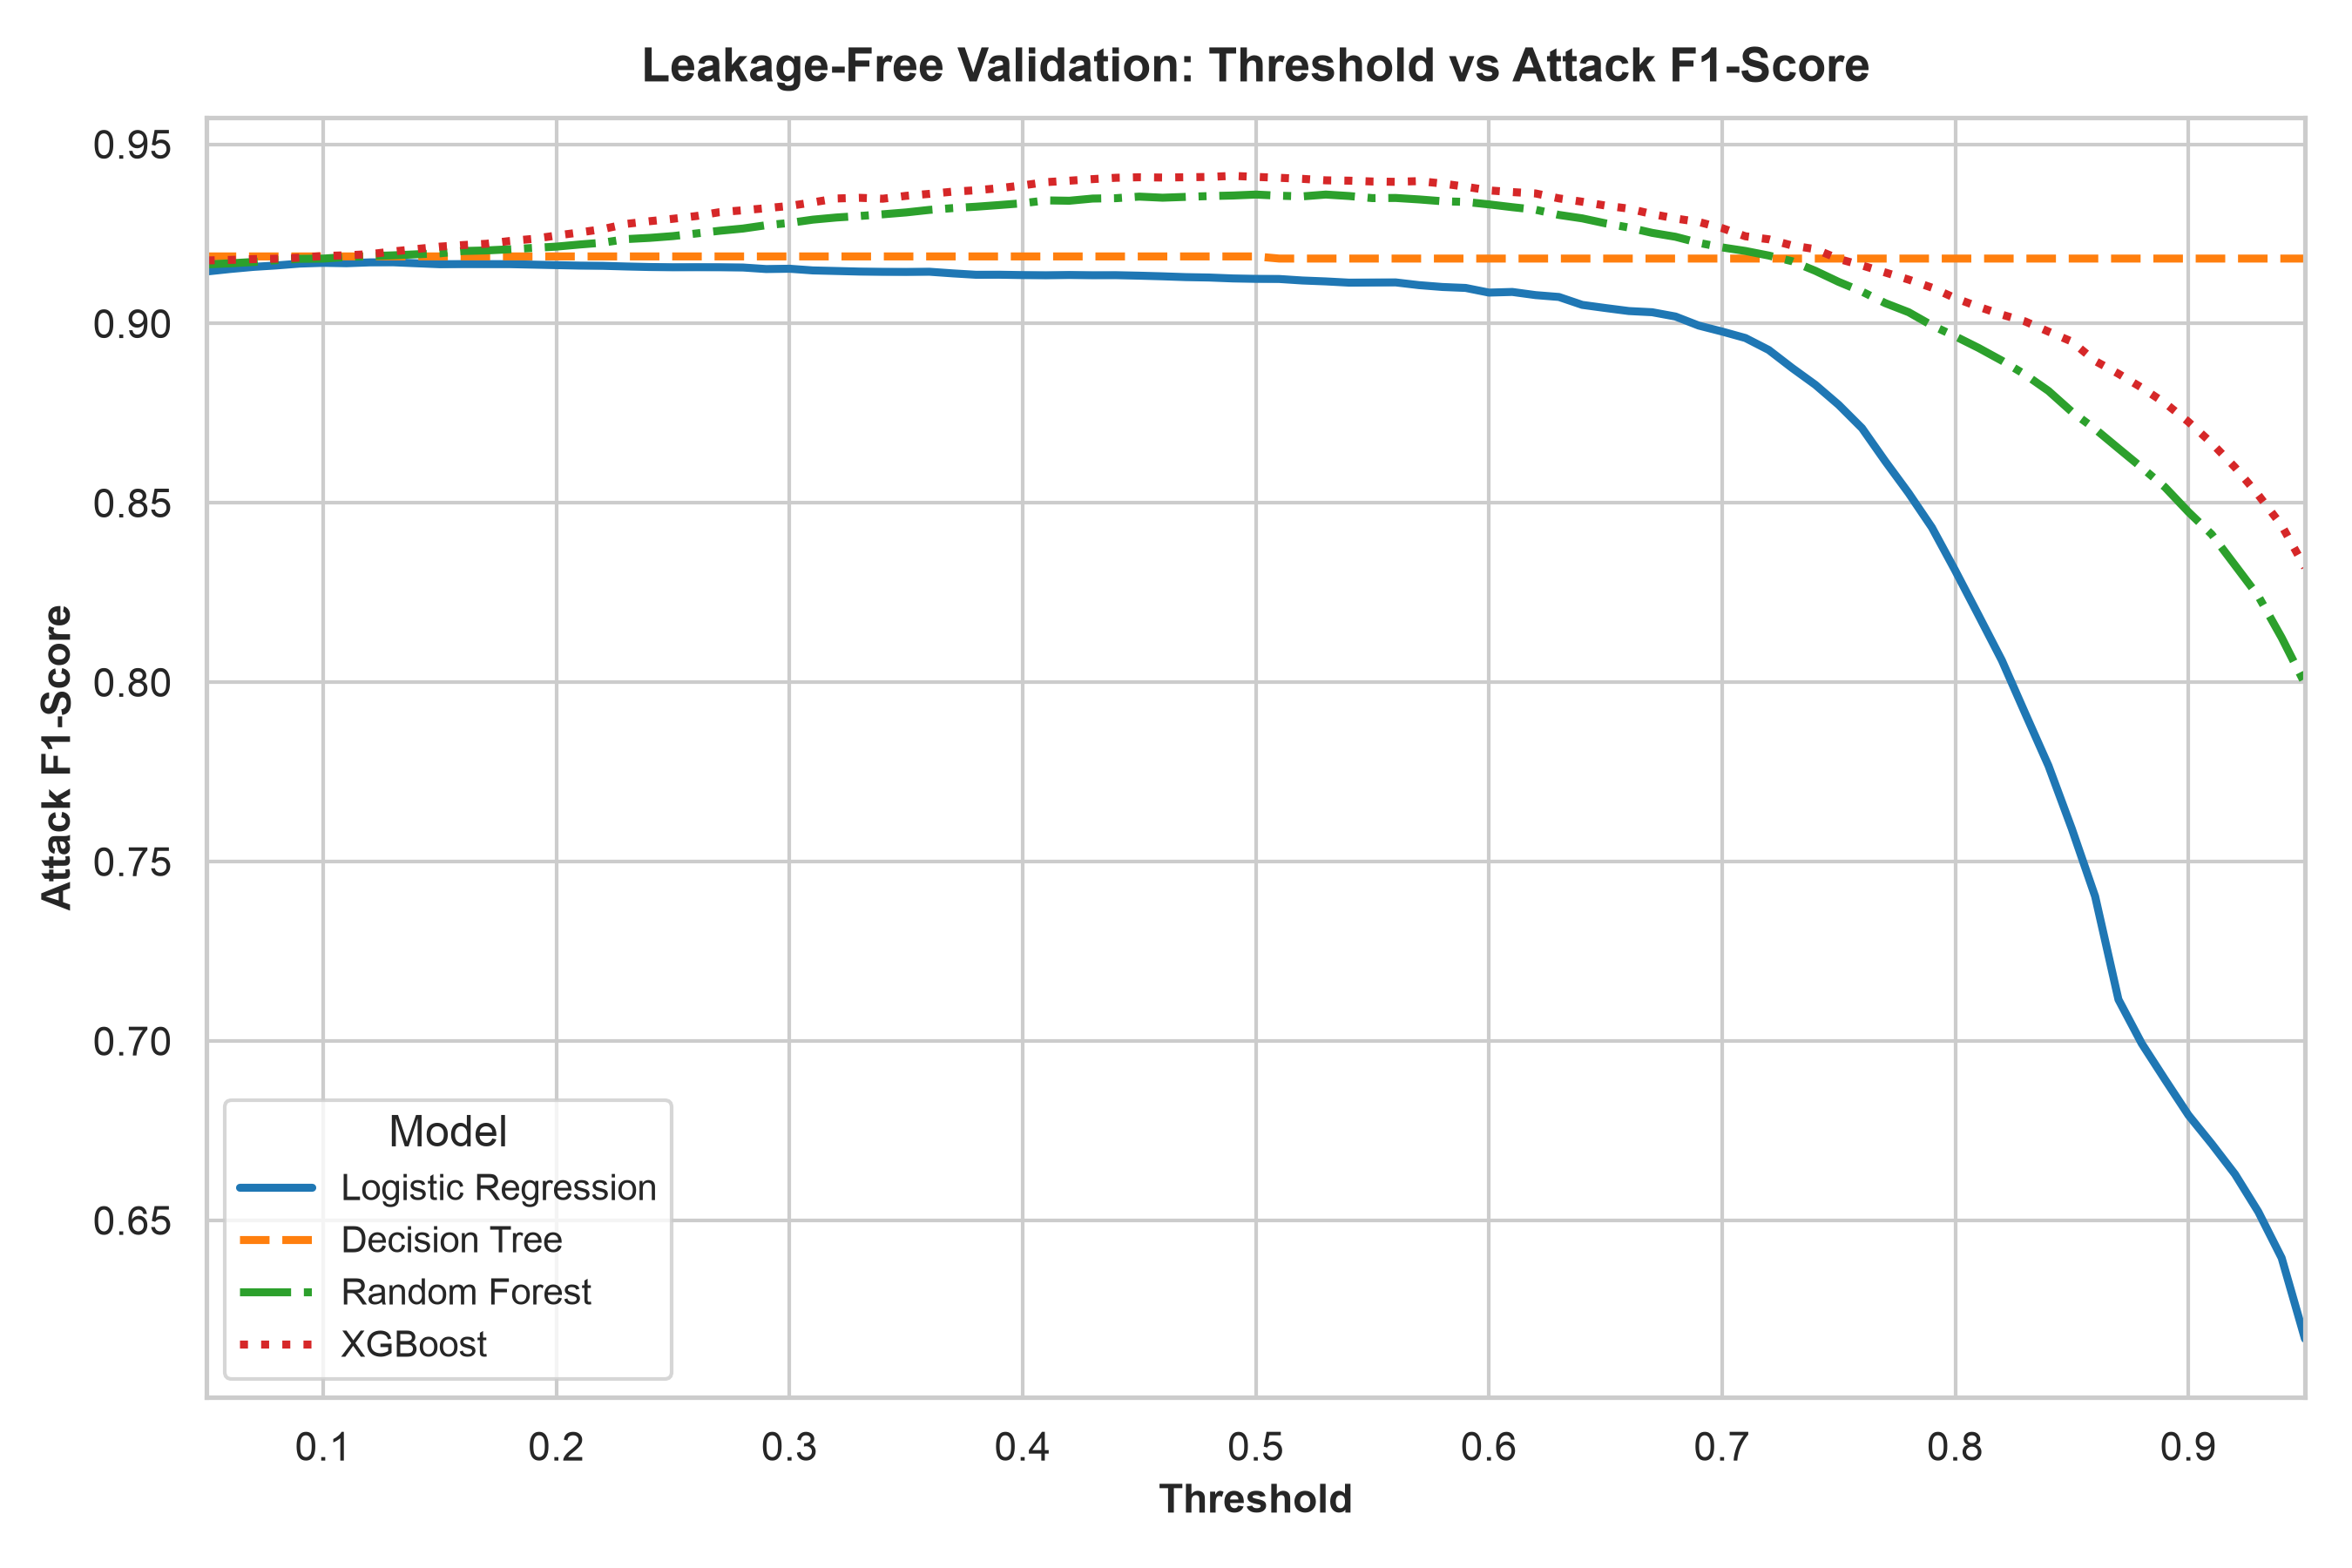 Leakage-Free Validation: Threshold vs Attack F1-Score
Attack F1-Score
0.95
0.90
0.85
0.80
0.75
0.70
0.65
Model
Logistic Regression
Decision Tree
Random Forest
XGBoost
0.1 0.2 0.3 0.4 0.5 0.6 0.7 0.8 0.9
Threshold